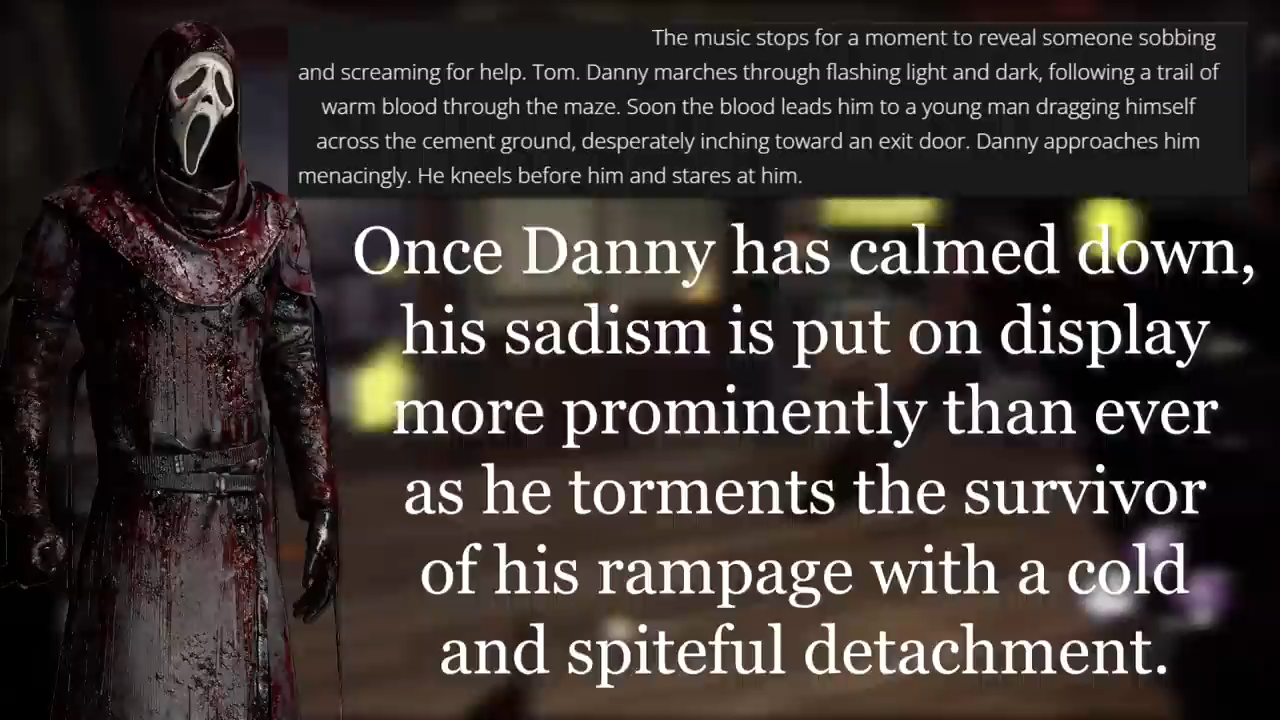 The music stops for a moment to reveal someone sobbing
and screaming for help. Tom. Danny marches through flashing light and dark, following a trail of
warm blood through the maze. Soon the blood leads him to a young man dragging himself
across the cement ground, desperately inching toward an exit door. Danny approaches him
menacingly. He kneels before him and stares at him.
Once Danny has calmed down,
his sadism is put on display
more prominently than ever
as he torments the survivor
of his rampage with a cold
and spiteful detachment.